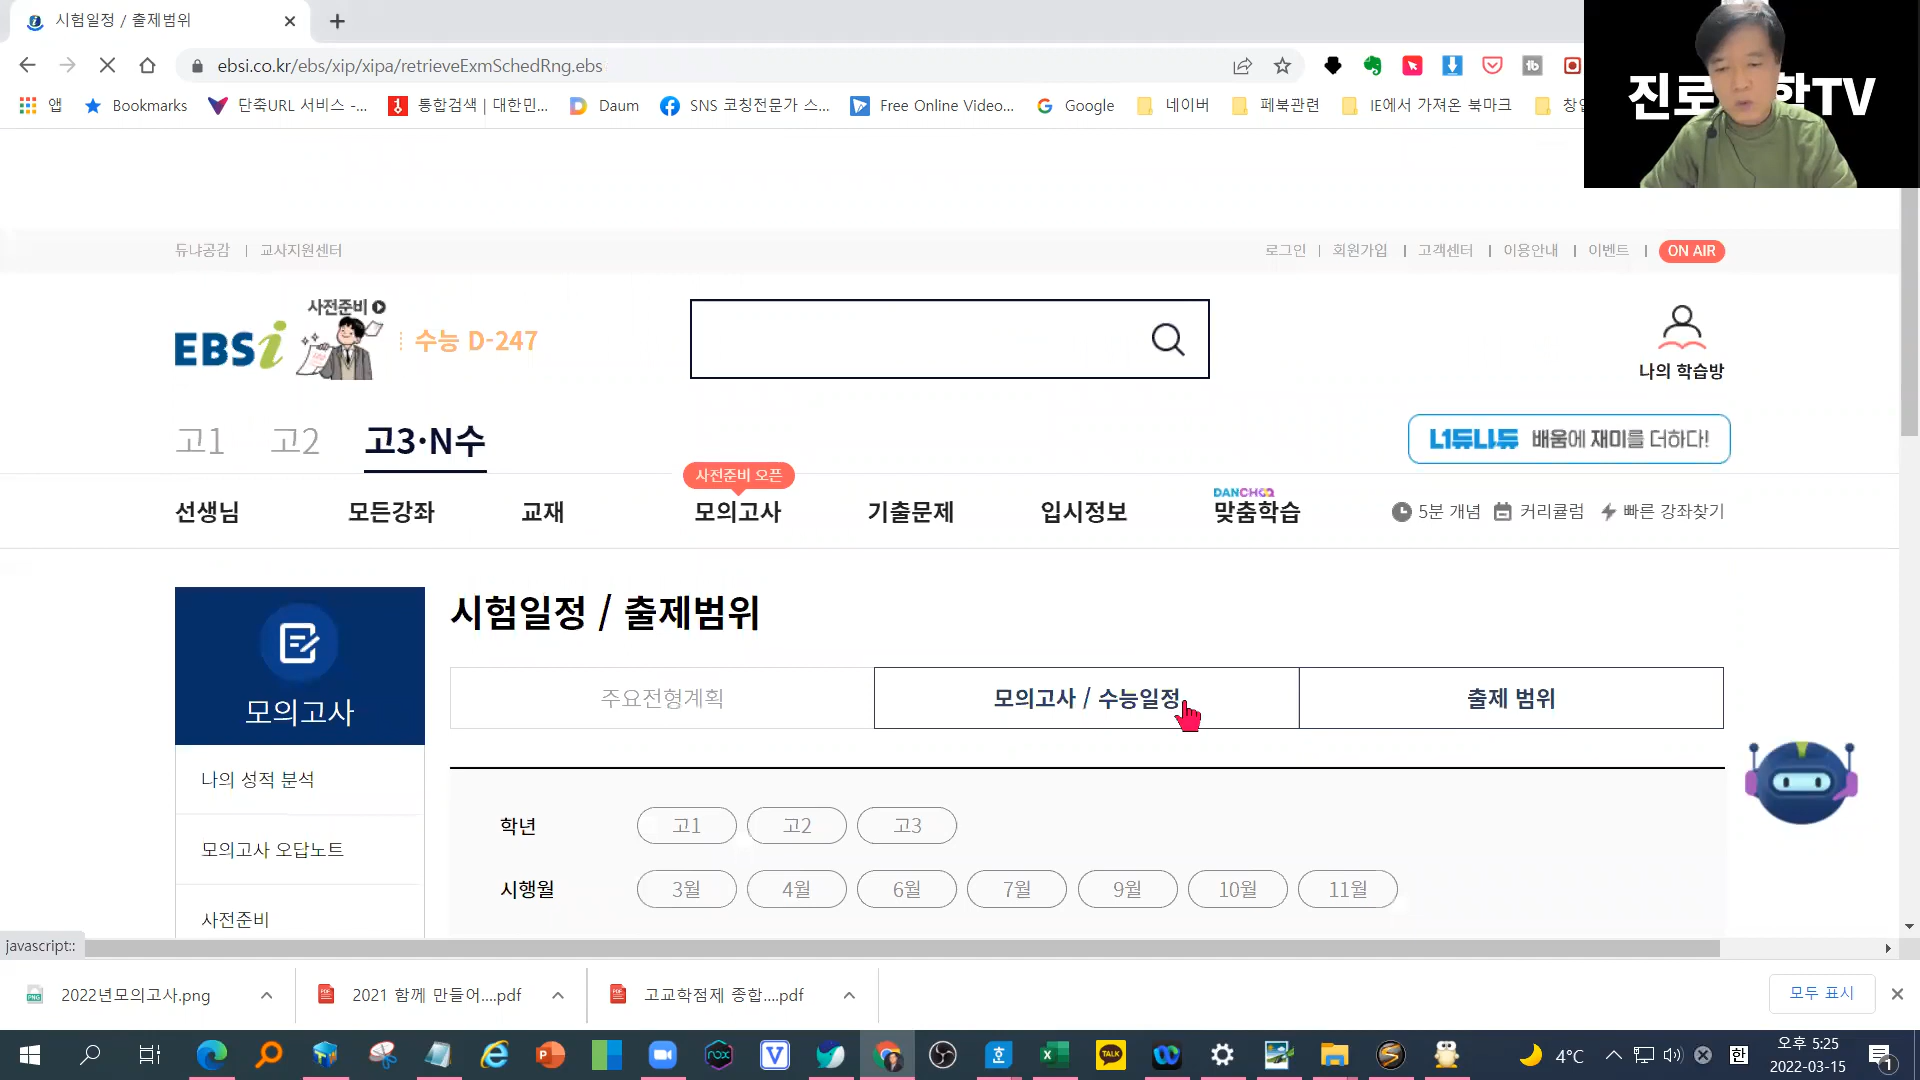 시험일정 / 출제범위
ebsi.co.kr/ebs/xip/xipa/retrieveExmSchedRng.ebs
앱 Bookmarks 단축URL 서비스 -... 통합검색 | 대한민... Daum SNS 코칭전문가 스... Free Online Video... Google 네이버 페북관련 IE에서 가져온 북마크 창업
진로 학TV
듀냐공감 | 교사지원센터
로그인 | 회원가입 | 고객센터 | 이용안내 | 이벤트 | ON AIR
사전준비
EBSi 수능 D-247
나의 학습방
고1 고2 고3·N수
너듀나듀 배움에 재미를 더하다!
사전준비 오픈
DANCHOO
선생님 모든강좌 교재 모의고사 기출문제 입시정보 맞춤학습 5분 개념 커리큘럼 빠른 강좌찾기
시험일정 / 출제범위
모의고사
주요전형계획 모의고사 / 수능일정 출제 범위
나의 성적 분석
모의고사 오답노트
사전준비
학년 고1 고2 고3
시행월 3월 4월 6월 7월 9월 10월 11월
javascript::
2022년모의고사.png 2021 함께 만들어....pdf 고교학점제 종합....pdf 모두 표시
4°C 한 오후 5:25
2022-03-15 1